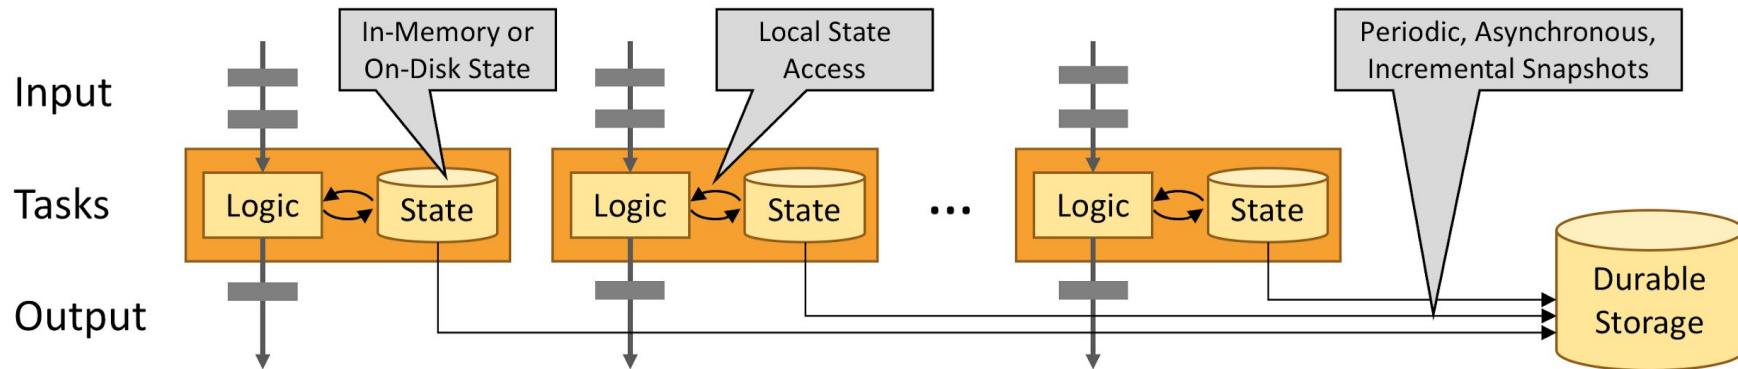 In-Memory or
On-Disk State
Local State
Access
Periodic, Asynchronous,
Incremental Snapshots
Input
Tasks
Logic
State
Logic
State
...
Logic
State
Output
Durable
Storage